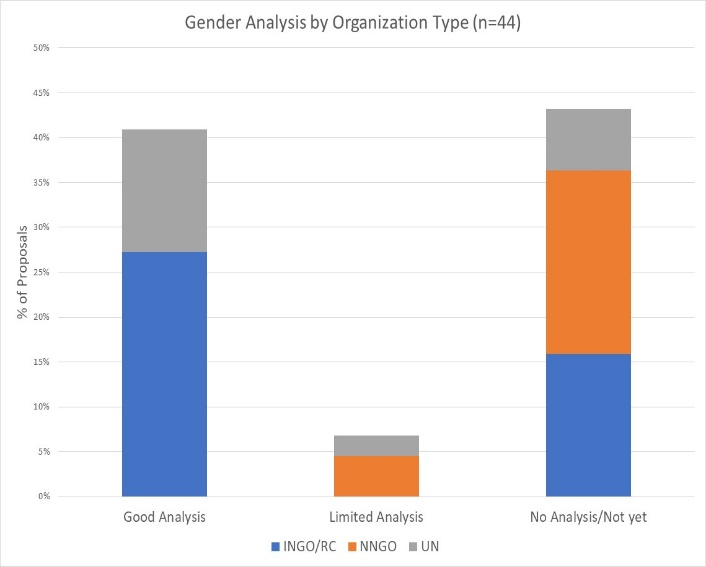 Gender Analysis by Organization Type (n=44)
50%
45%
40%
35%
30%
25%
20%
15%
10%
5%
0%
% of Proposals
Good Analysis
Limited Analysis
No Analysis/Not yet
INGO/RC
NNGO
UN